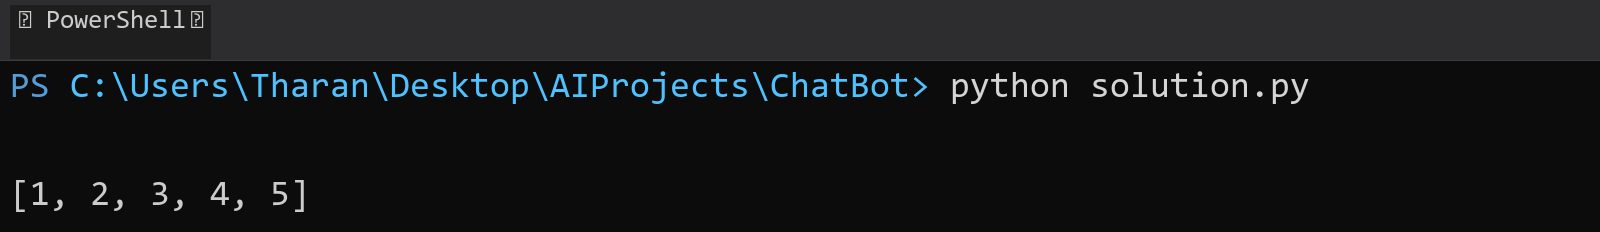 PowerShell
PS C:\Users\Tharan\Desktop\AIProjects\ChatBot> python solution.py
[1, 2, 3, 4, 5]